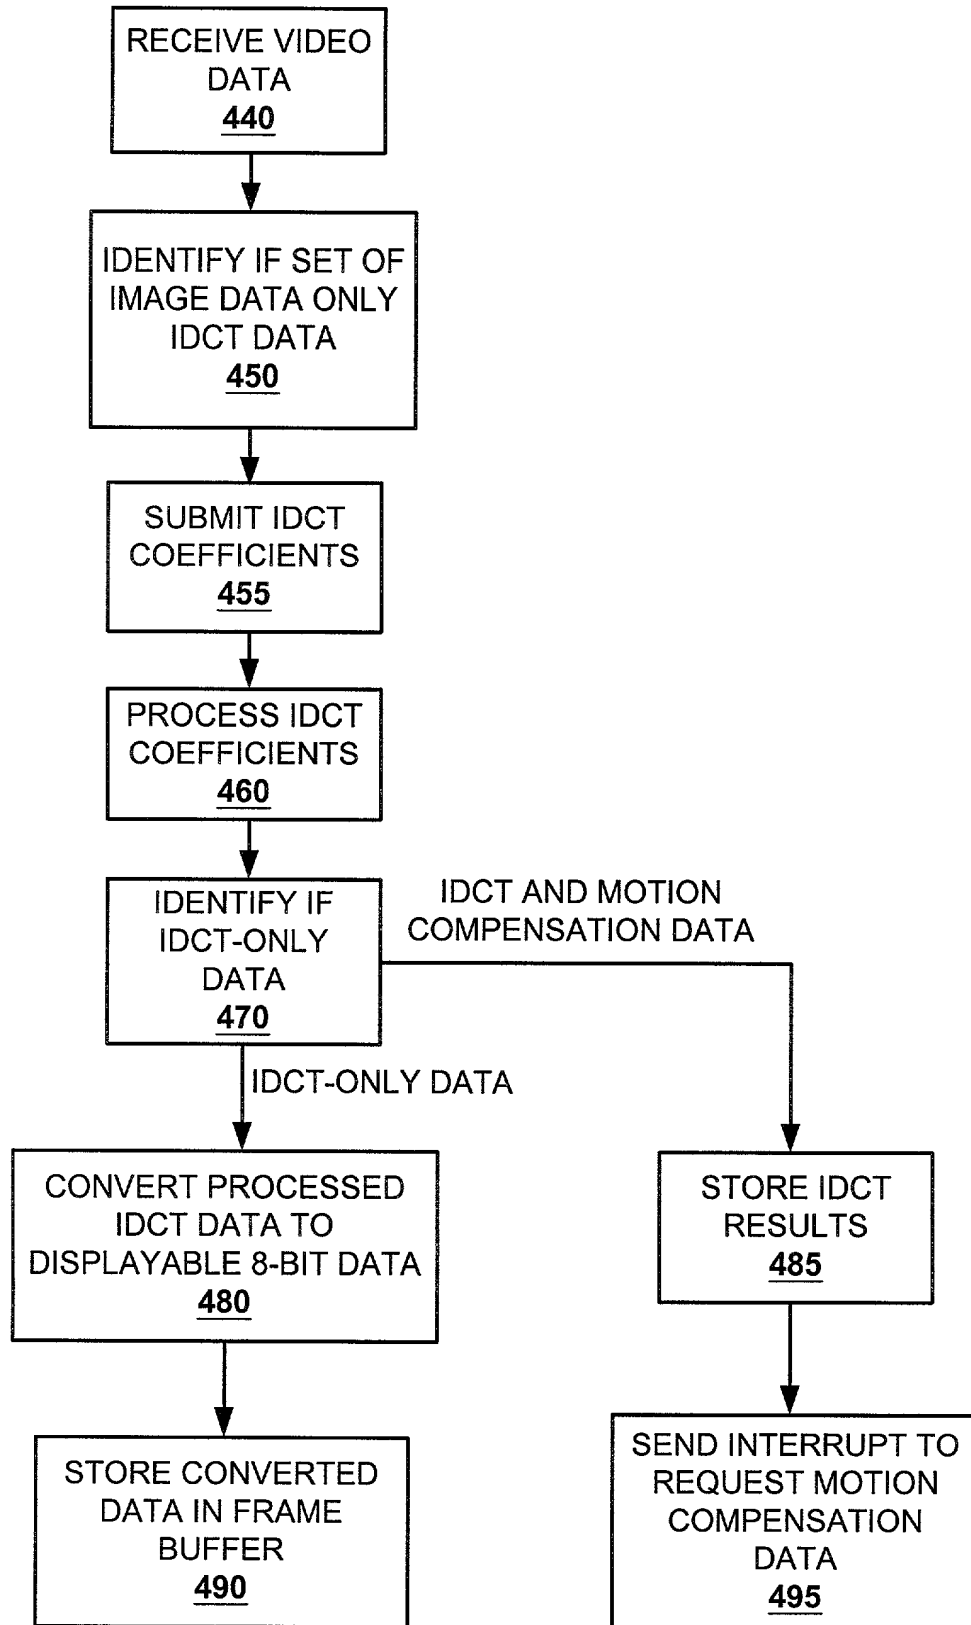 RECEIVE VIDEO
DATA
440
IDENTIFY IF SET OF
IMAGE DATA ONLY
IDCT DATA
450
SUBMIT IDCT
COEFFICIENTS
455
PROCESS IDCT
COEFFICIENTS
460
IDENTIFY IF
IDCT-ONLY
DATA
470
IDCT AND MOTION
COMPENSATION DATA
IDCT-ONLY DATA
CONVERT PROCESSED
IDCT DATA TO
DISPLAYABLE 8-BIT DATA
480
STORE IDCT
RESULTS
485
STORE CONVERTED
DATA IN FRAME
BUFFER
490
SEND INTERRUPT TO
REQUEST MOTION
COMPENSATION
DATA
495